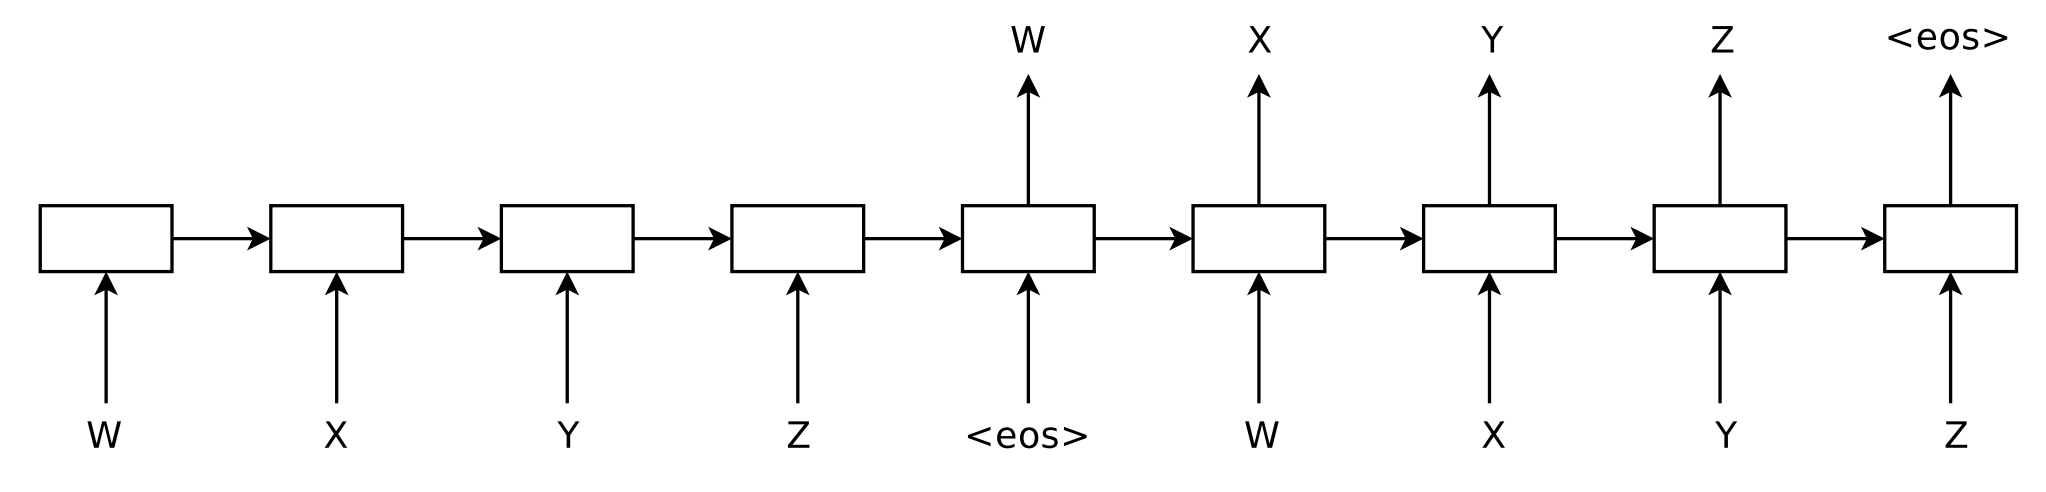 W X Y Z <eos>
W X Y Z <eos> W X Y Z